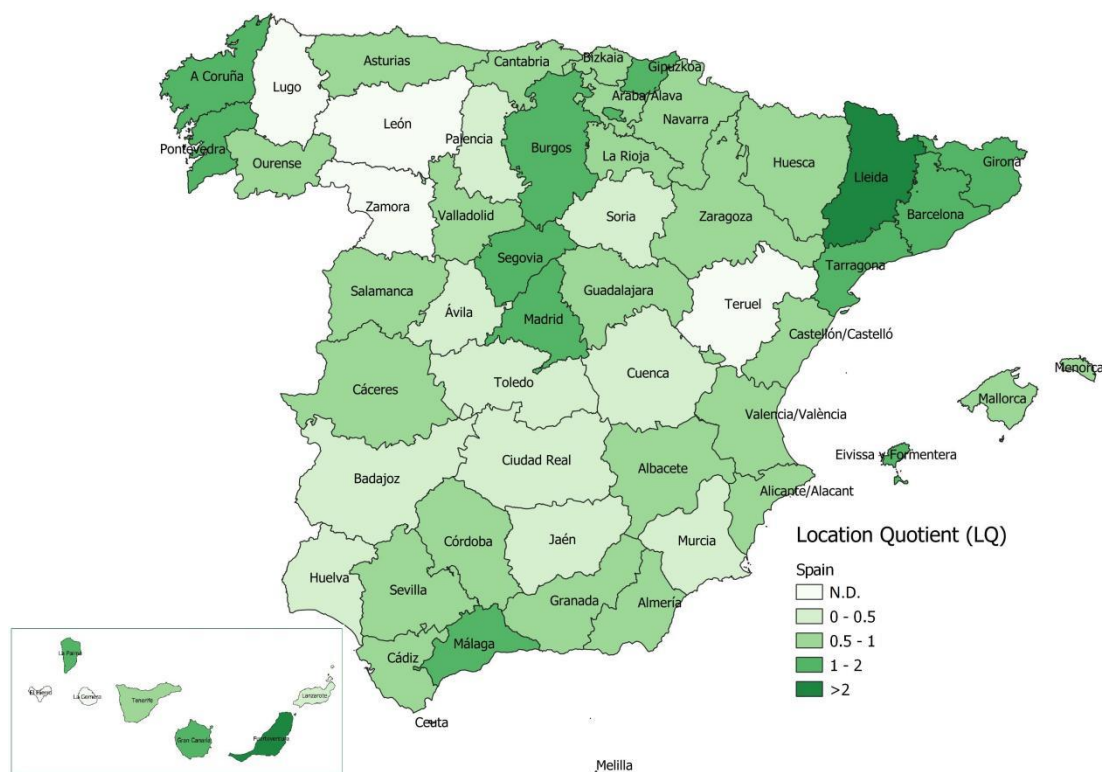 Asturias
Cantabria
Bizkaia
Gipuzkoa
A Coruña
Lugo
Araba/Álava
León
Navarra
Palencia
Pontevedra
Burgos
La Rioja
Huesca
Girona
Ourense
Lleida
Zamora
Soria
Valladolid
Zaragoza
Barcelona
Segovia
Tarragona
Salamanca
Guadalajara
Teruel
Ávila
Madrid
Castellón/Castelló
Menorca
Cuenca
Toledo
Cáceres
Mallorca
Valencia/València
Eivissa y Formentera
Ciudad Real
Albacete
Badajoz
Alicante/Alacant
Córdoba
Jaén
Murcia
Huelva
Sevilla
Granada
Almería
Málaga
Cádiz
Ceuta
Melilla
Location Quotient (LQ)
Spain
N.D.
0 - 0.5
0.5 - 1
1 - 2
>2
La Palma
El Hierro
La Gomera
Tenerife
Lanzarote
Gran Canaria
Fuerteventura